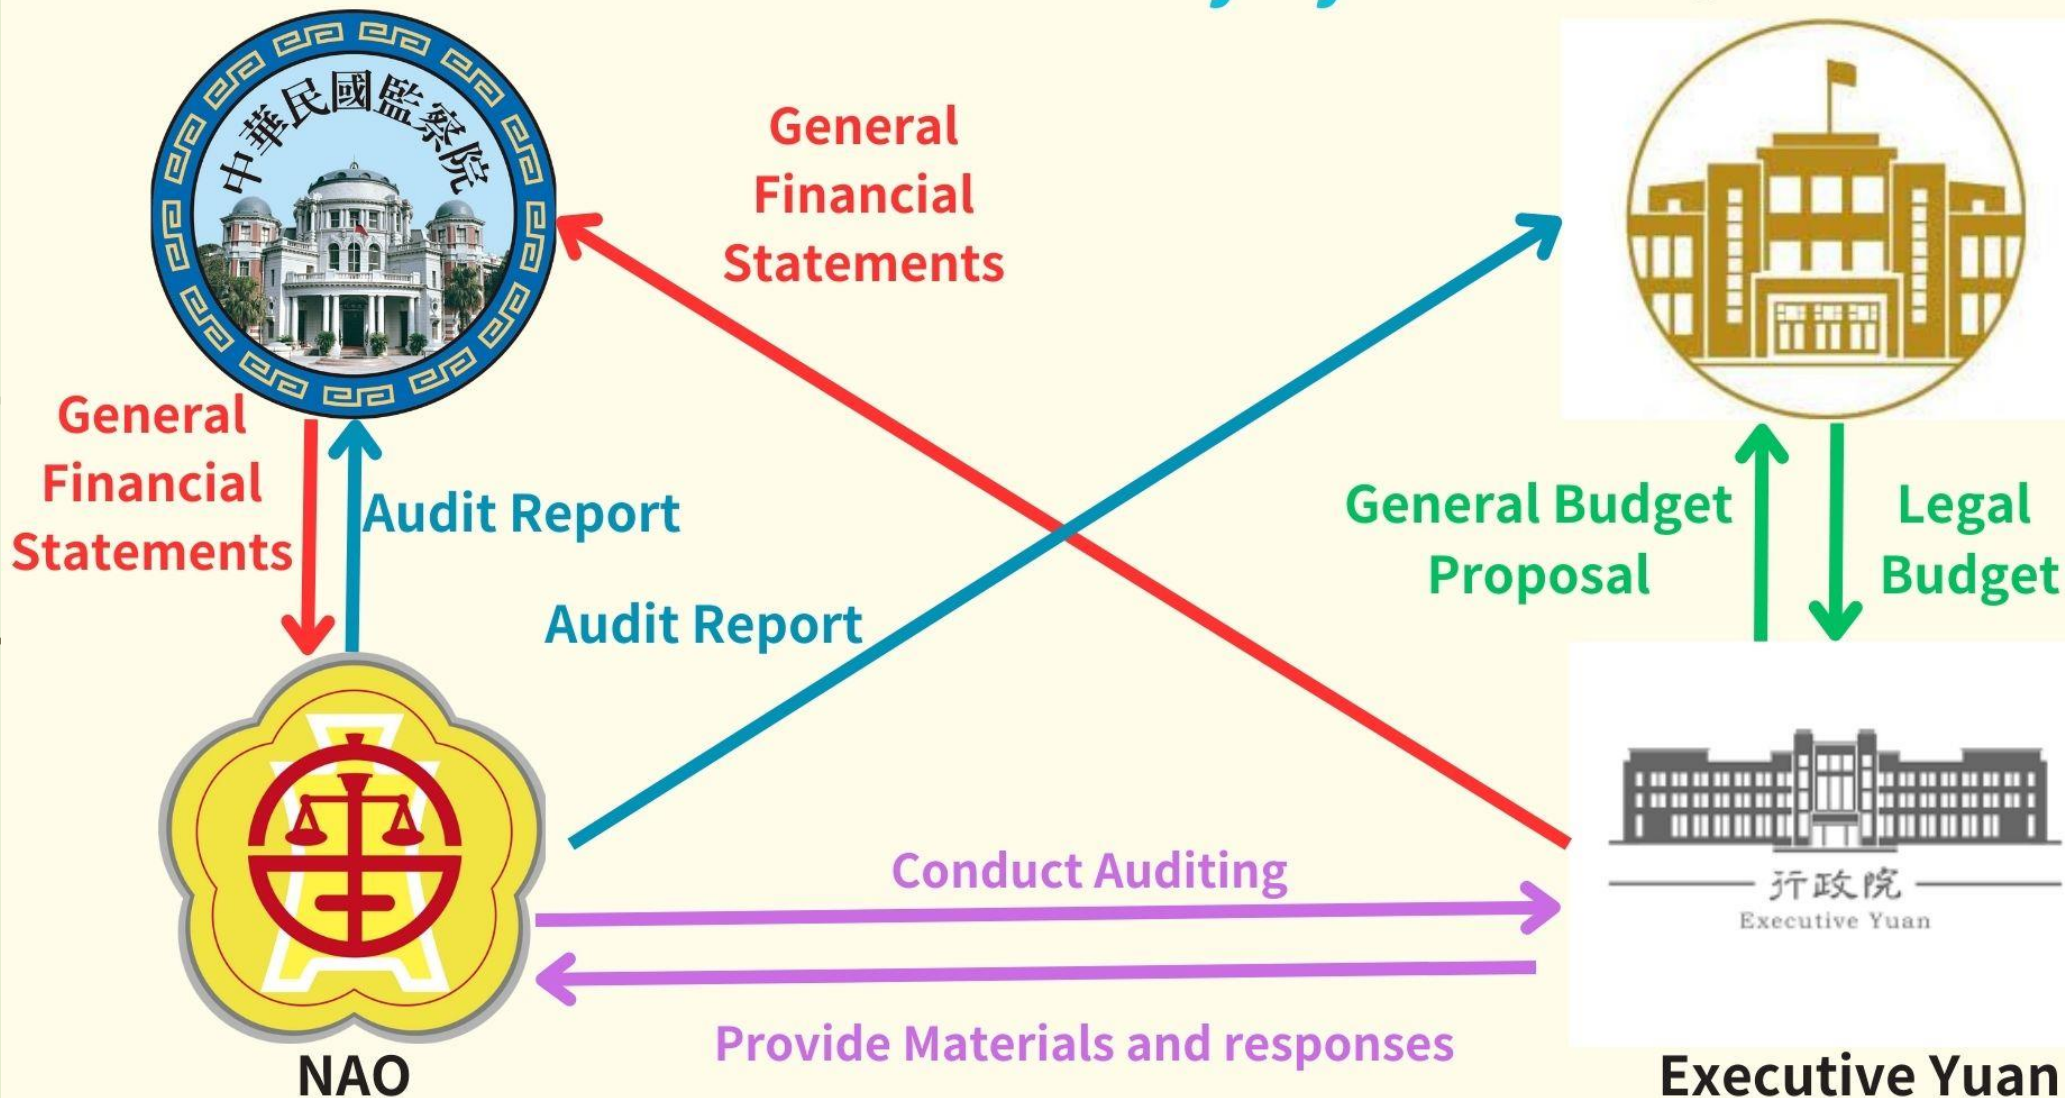 中華民國監察院
General
Financial
Statements
General
Financial
Statements
Audit Report
Audit Report
General Budget
Proposal
Legal
Budget
Conduct Auditing
Provide Materials and responses
行政院
Executive Yuan
NAO
Executive Yuan